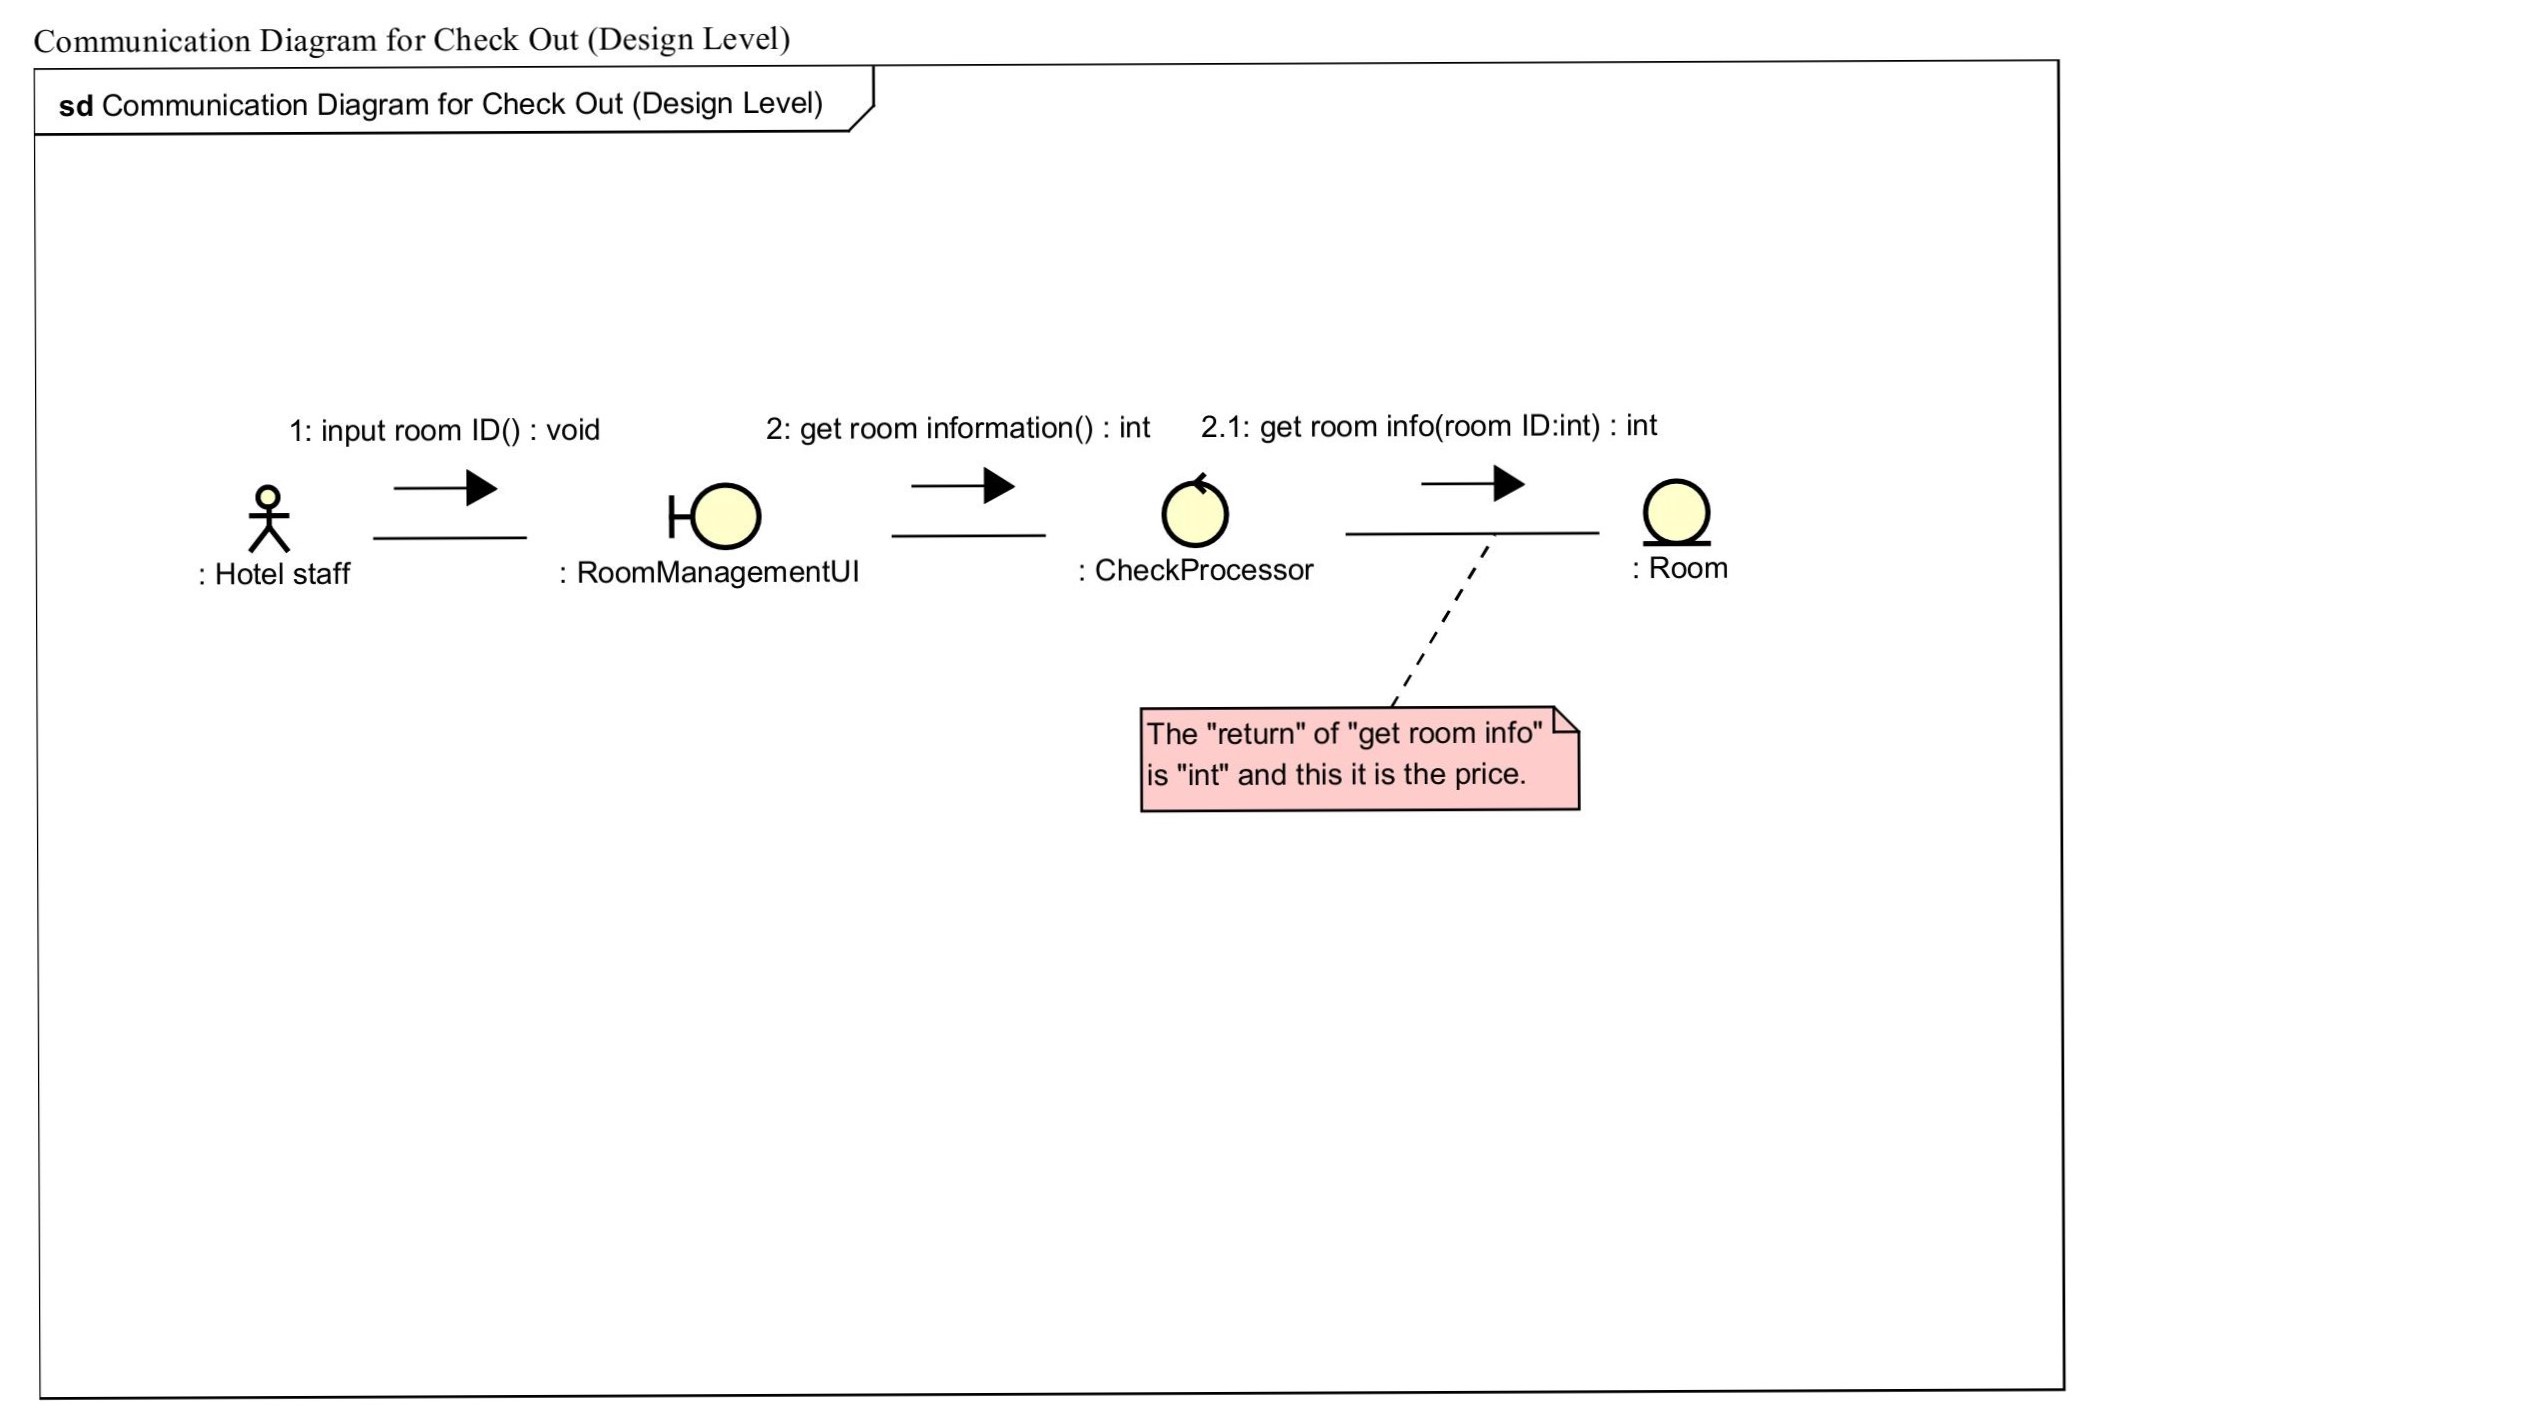 Communication Diagram for Check Out (Design Level)
sd Communication Diagram for Check Out (Design Level)
1: input room ID() : void
2: get room information() : int
2.1: get room info(room ID:int) : int
: Hotel staff
: RoomManagementUI
: CheckProcessor
: Room
The "return" of "get room info"
is "int" and this it is the price.